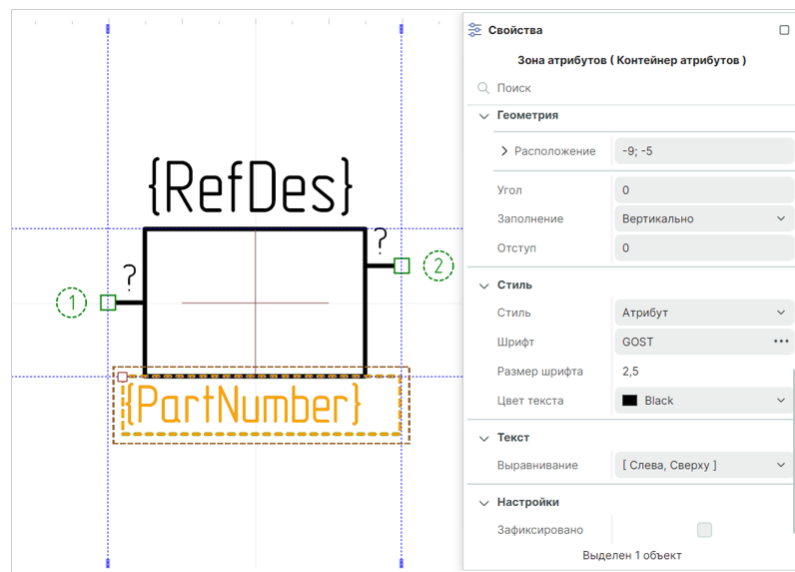 {RefDes}
?
2
?
1
{PartNumber}
Свойства
Зона атрибутов ( Контейнер атрибутов )
Поиск
Геометрия
Расположение -9; -5
Угол 0
Заполнение Вертикально
Отступ 0
Стиль
Стиль Атрибут
Шрифт GOST ...
Размер шрифта 2,5
Цвет текста Black
Текст
Выравнивание [ Слева, Сверху ]
Настройки
Зафиксировано
Выделен 1 объект